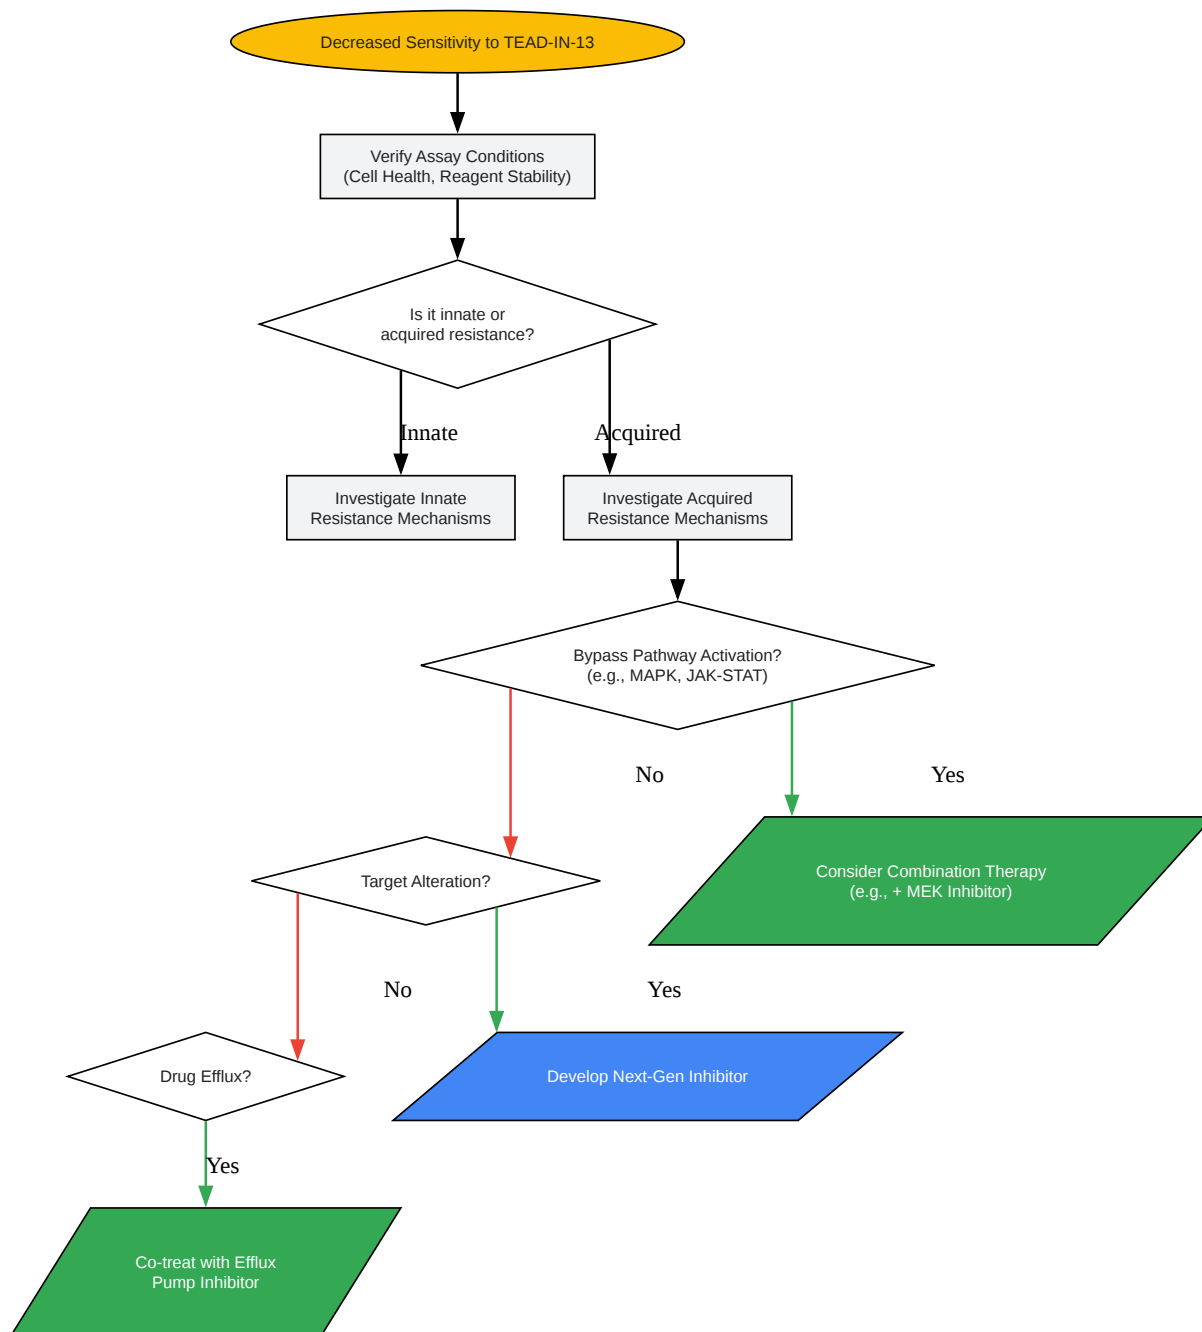 Decreased Sensitivity to TEAD-IN-13
Verify Assay Conditions
(Cell Health, Reagent Stability)
Is it innate or
acquired resistance?
Innate
Acquired
Investigate Innate
Resistance Mechanisms
Investigate Acquired
Resistance Mechanisms
Bypass Pathway Activation?
(e.g., MAPK, JAK-STAT)
No
Yes
Consider Combination Therapy
(e.g., + MEK Inhibitor)
Target Alteration?
No
Yes
Drug Efflux?
Develop Next-Gen Inhibitor
Yes
Co-treat with Efflux
Pump Inhibitor